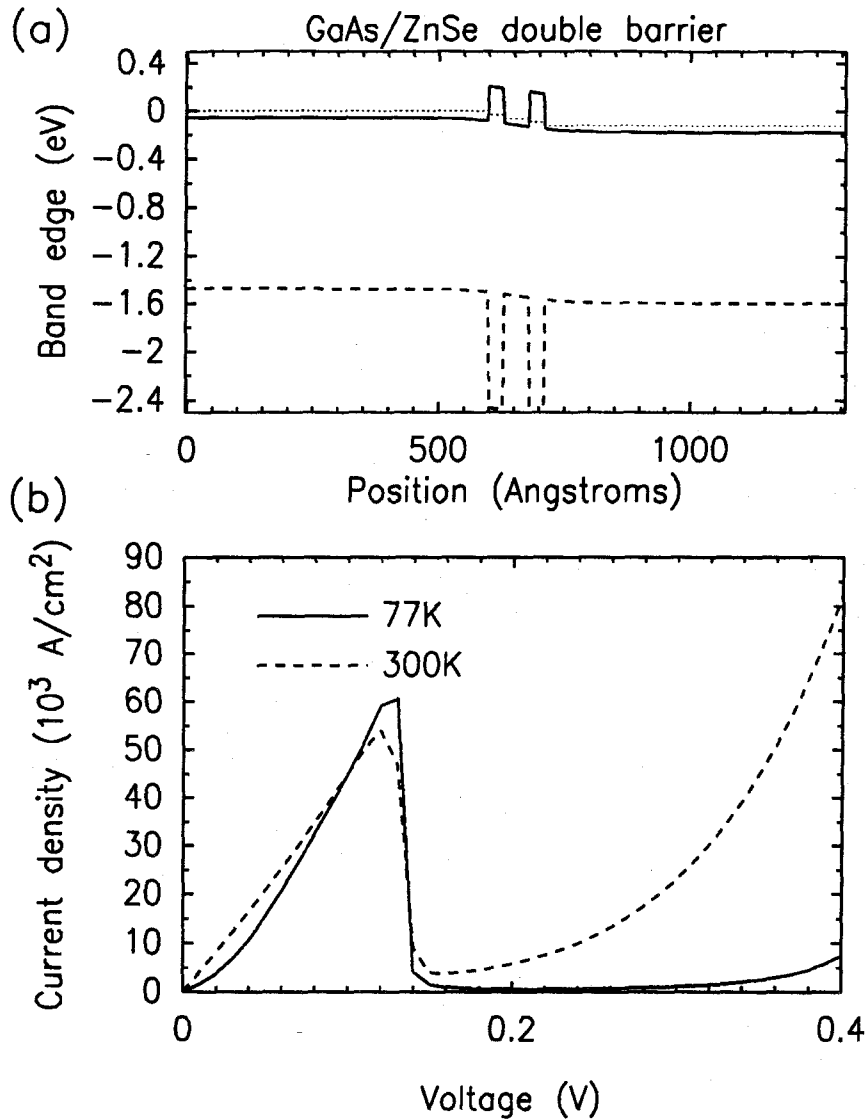 (a)
GaAs/ZnSe double barrier
Band edge (eV)
0.4
0
−0.4
−0.8
−1.2
−1.6
−2
−2.4
0
500
1000
Position (Angstroms)
(b)
Current density (10³ A/cm²)
90
80
70
60
50
40
30
20
10
0
77K
300K
0
0.2
0.4
Voltage (V)